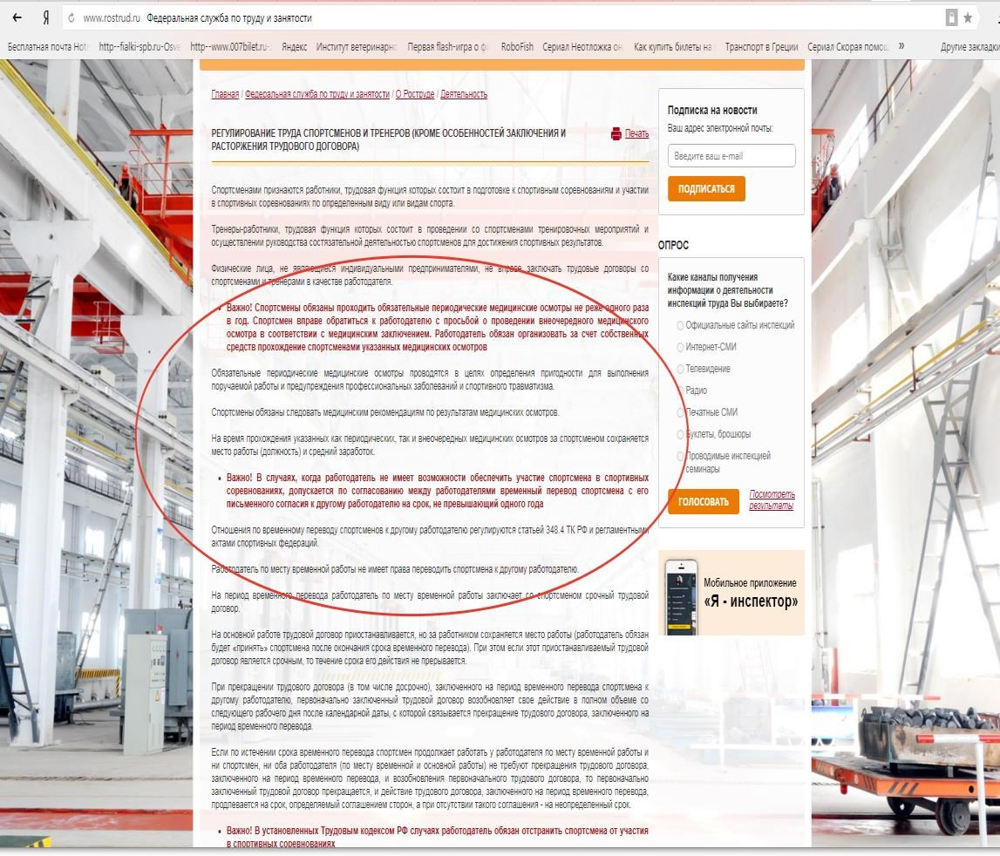 www.rostrud.ru Федеральная служба по труду и занятости
Бесплатная почта Hotm
http--fialki-spb.ru-Osve
http--www.007bilet.ru-
Яндекс
Институт ветеринарно
Первая flash-игра о ф
RoboFish
Сериал Неотложка он
Как купить билеты на
Транспорт в Греции
Сериал Скорая помощ
»
Другие закладки
Главная / Федеральная служба по труду и занятости / О Роструде / Деятельность
РЕГУЛИРОВАНИЕ ТРУДА СПОРТСМЕНОВ И ТРЕНЕРОВ (КРОМЕ ОСОБЕННОСТЕЙ ЗАКЛЮЧЕНИЯ И
РАСТОРЖЕНИЯ ТРУДОВОГО ДОГОВОРА)
Печать
Спортсменами признаются работники, трудовая функция которых состоит в подготовке к спортивным соревнованиям и участии
в спортивных соревнованиях по определенным виду или видам спорта.
Тренеры-работники, трудовая функция которых состоит в проведении со спортсменами тренировочных мероприятий и
осуществлении руководства состязательной деятельностью спортсменов для достижения спортивных результатов.
Физические лица, не являющиеся индивидуальными предпринимателями, не вправе заключать трудовые договоры со
спортсменами и тренерами в качестве работодателя.
• Важно! Спортсмены обязаны проходить обязательные периодические медицинские осмотры не реже одного раза
в год. Спортсмен вправе обратиться к работодателю с просьбой о проведении внеочередного медицинского
осмотра в соответствии с медицинским заключением. Работодатель обязан организовать за счет собственных
средств прохождение спортсменами указанных медицинских осмотров
Обязательные периодические медицинские осмотры проводятся в целях определения пригодности для выполнения
поручаемой работы и предупреждения профессиональных заболеваний и спортивного травматизма.
Спортсмены обязаны следовать медицинским рекомендациям по результатам медицинских осмотров.
На время прохождения указанных как периодических, так и внеочередных медицинских осмотров за спортсменом сохраняется
место работы (должность) и средний заработок.
• Важно! В случаях, когда работодатель не имеет возможности обеспечить участие спортсмена в спортивных
соревнованиях, допускается по согласованию между работодателями временный перевод спортсмена с его
письменного согласия к другому работодателю на срок, не превышающий одного года
Отношения по временному переводу спортсменов к другому работодателю регулируются статьей 348.4 ТК РФ и регламентными
актами спортивных федераций.
Работодатель по месту временной работы не имеет права переводить спортсмена к другому работодателю.
На период временного перевода работодатель по месту временной работы заключает со спортсменом срочный трудовой
договор.
На основной работе трудовой договор приостанавливается, но за работником сохраняется место работы (работодатель обязан
будет «принять» спортсмена после окончания срока временного перевода). При этом если этот приостанавливаемый трудовой
договор является срочным, то течение срока его действия не прерывается.
При прекращении трудового договора (в том числе досрочно), заключенного на период временного перевода спортсмена к
другому работодателю, первоначально заключенный трудовой договор возобновляет свое действие в полном объеме со
следующего рабочего дня после календарной даты, с которой связывается прекращение трудового договора, заключенного на
период временного перевода.
Если по истечении срока временного перевода спортсмен продолжает работать у работодателя по месту временной работы и
ни спортсмен, ни оба работодателя (по месту временной и основной работы) не требуют прекращения трудового договора,
заключенного на период временного перевода, и возобновления первоначального трудового договора, то первоначально
заключенный трудовой договор прекращается, и действие трудового договора, заключенного на период временного перевода,
продлевается на срок, определяемый соглашением сторон, а при отсутствии такого соглашения - на неопределенный срок.
• Важно! В установленных Трудовым кодексом РФ случаях работодатель обязан отстранить спортсмена от участия
в спортивных соревнованиях
Подписка на новости
Ваш адрес электронной почты:
Введите ваш e-mail
ПОДПИСАТЬСЯ
ОПРОС
Какие каналы получения
информации о деятельности
инспекций труда Вы выбираете?
Официальные сайты инспекций
Интернет-СМИ
Телевидение
Радио
Печатные СМИ
Буклеты, брошюры
Проводимые инспекцией
семинары
ГОЛОСОВАТЬ
Посмотреть
результаты
Мобильное приложение
«Я - инспектор»